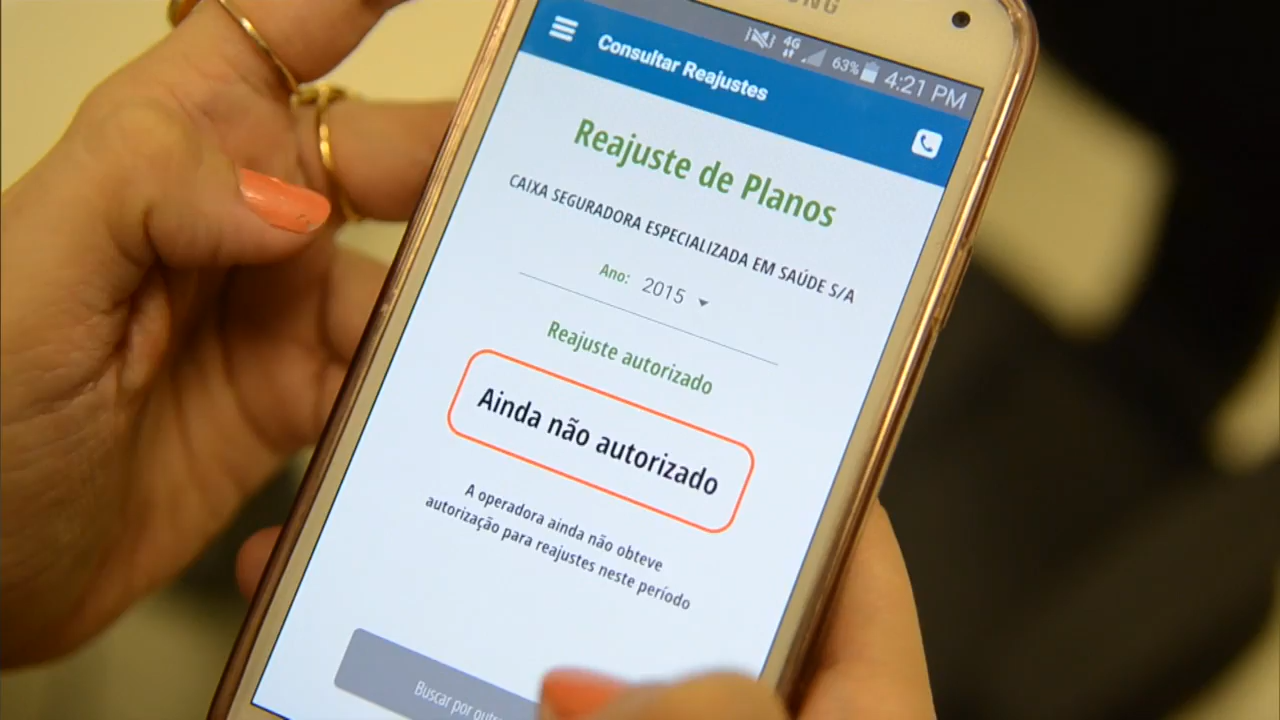 4G 63% 4:21 PM
Consultar Reajustes
Reajuste de Planos
CAIXA SEGURADORA ESPECIALIZADA EM SAÚDE S/A
Ano: 2015
Reajuste autorizado
Ainda não autorizado
A operadora ainda não obteve
autorização para reajustes neste período
Buscar por